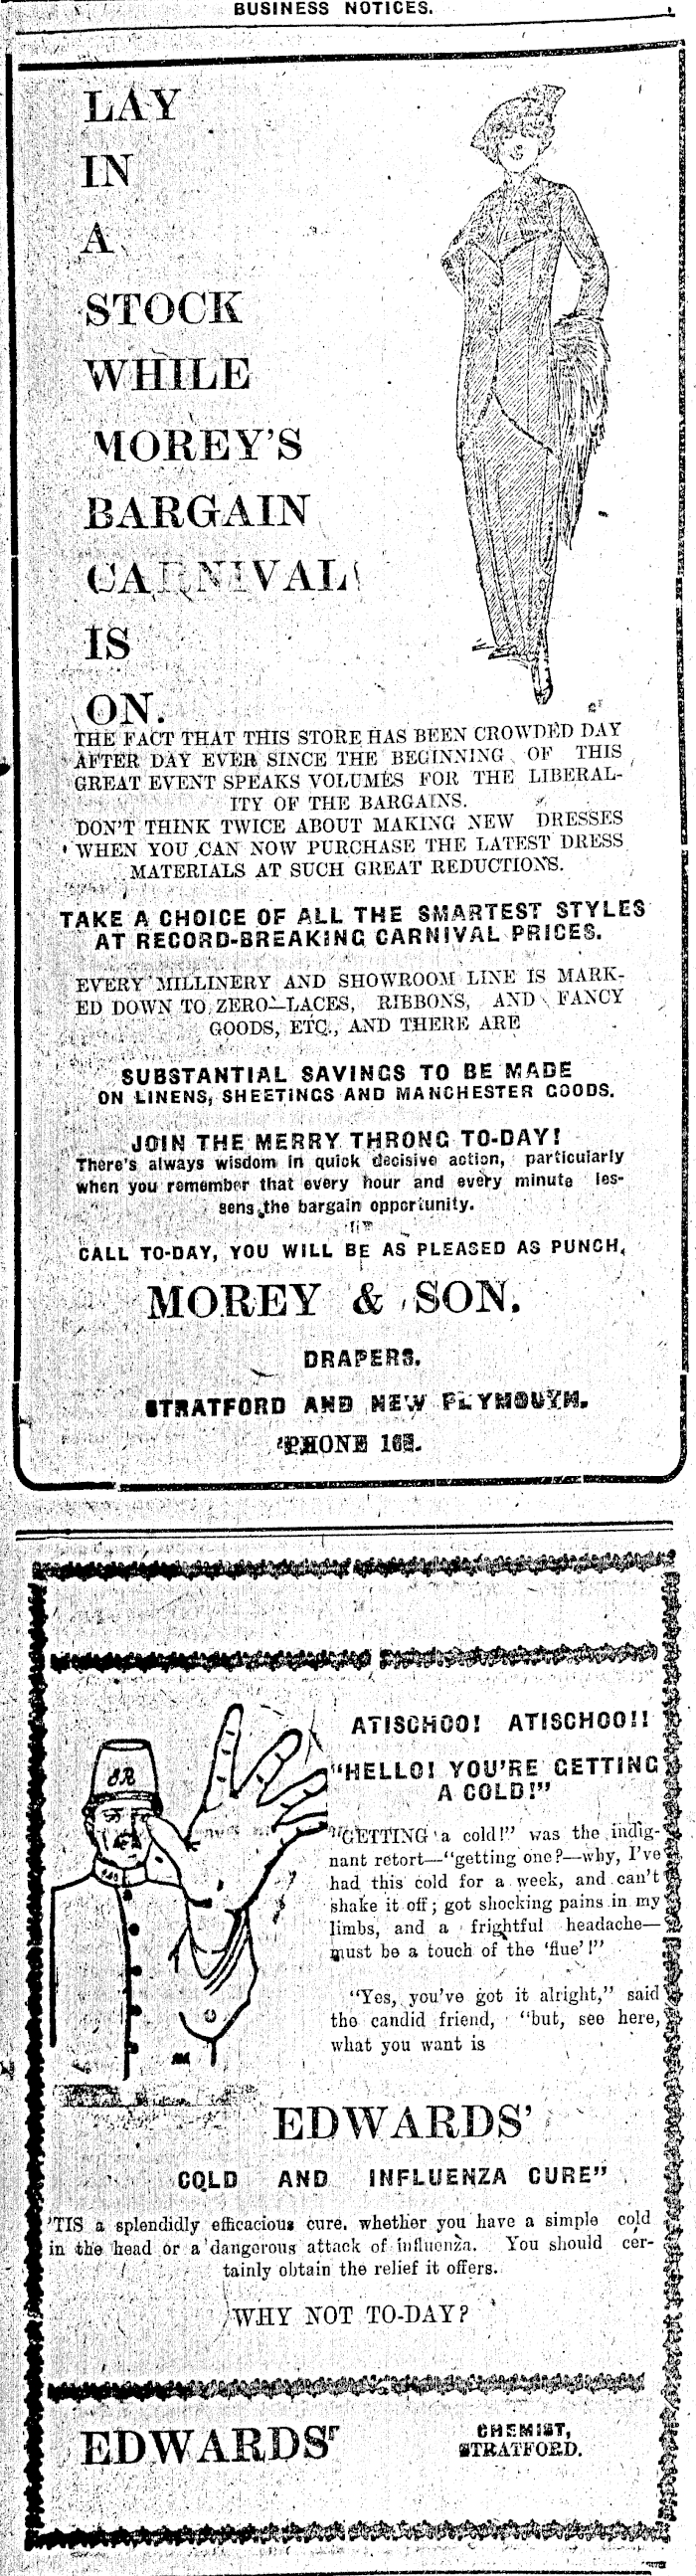 BUSINESS NOTICES.
LAY
IN
A
STOCK
WHILE
MOREY'S
BARGAIN
CARNIVAL
IS
ON.
THE FACT THAT THIS STORE HAS BEEN CROWDED DAY
AFTER DAY EVER SINCE THE BEGINNING OF THIS
GREAT EVENT SPEAKS VOLUMES FOR THE LIBERAL-
ITY OF THE BARGAINS.
DON'T THINK TWICE ABOUT MAKING NEW DRESSES
WHEN YOU CAN NOW PURCHASE THE LATEST DRESS
MATERIALS AT SUCH GREAT REDUCTIONS.
TAKE A CHOICE OF ALL THE SMARTEST STYLES
AT RECORD-BREAKING CARNIVAL PRICES.
EVERY MILLINERY AND SHOWROOM LINE IS MARK-
ED DOWN TO ZERO—LACES, RIBBONS, AND FANCY
GOODS, ETC., AND THERE ARE
SUBSTANTIAL SAVINGS TO BE MADE
ON LINENS, SHEETINGS AND MANCHESTER GOODS.
JOIN THE MERRY THRONG TO-DAY!
There's always wisdom in quick decisive action, particularly
when you remember that every hour and every minute les-
sens the bargain opportunity.
CALL TO-DAY, YOU WILL BE AS PLEASED AS PUNCH.
MOREY & SON.
DRAPERS.
STRATFORD AND NEW PLYMOUTH.
'PHONE
ATISCHOO! ATISCHOO!!
"HELLO! YOU'RE GETTING
A COLD!"
"GETTING a cold!" was the indig-
nant retort—"getting one?—why, I've
had this cold for a week, and can't
shake it off; got shocking pains in my
limbs, and a frightful headache—
must be a touch of the 'flue'!"
"Yes, you've got it alright," said
the candid friend, "but, see here,
what you want is
EDWARDS'
COLD AND INFLUENZA CURE"
'TIS a splendidly efficacious cure, whether you have a simple cold
in the head or a dangerous attack of influenza. You should cer-
tainly obtain the relief it offers.
WHY NOT TO-DAY?
EDWARDS'
CHEMIST,
STRATFORD.